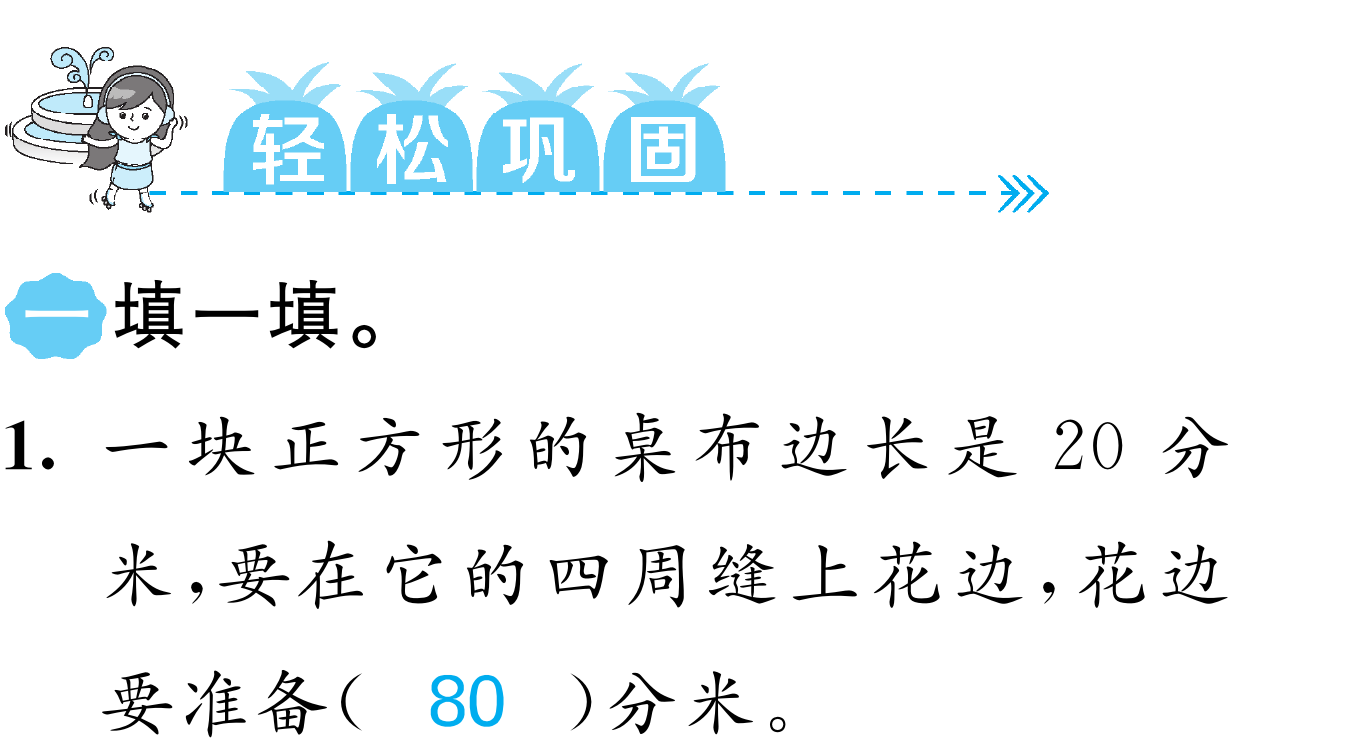 轻松巩固
一 填一填。
1. 一块正方形的桌布边长是 20 分
米,要在它的四周缝上花边,花边
要准备( 80 )分米。